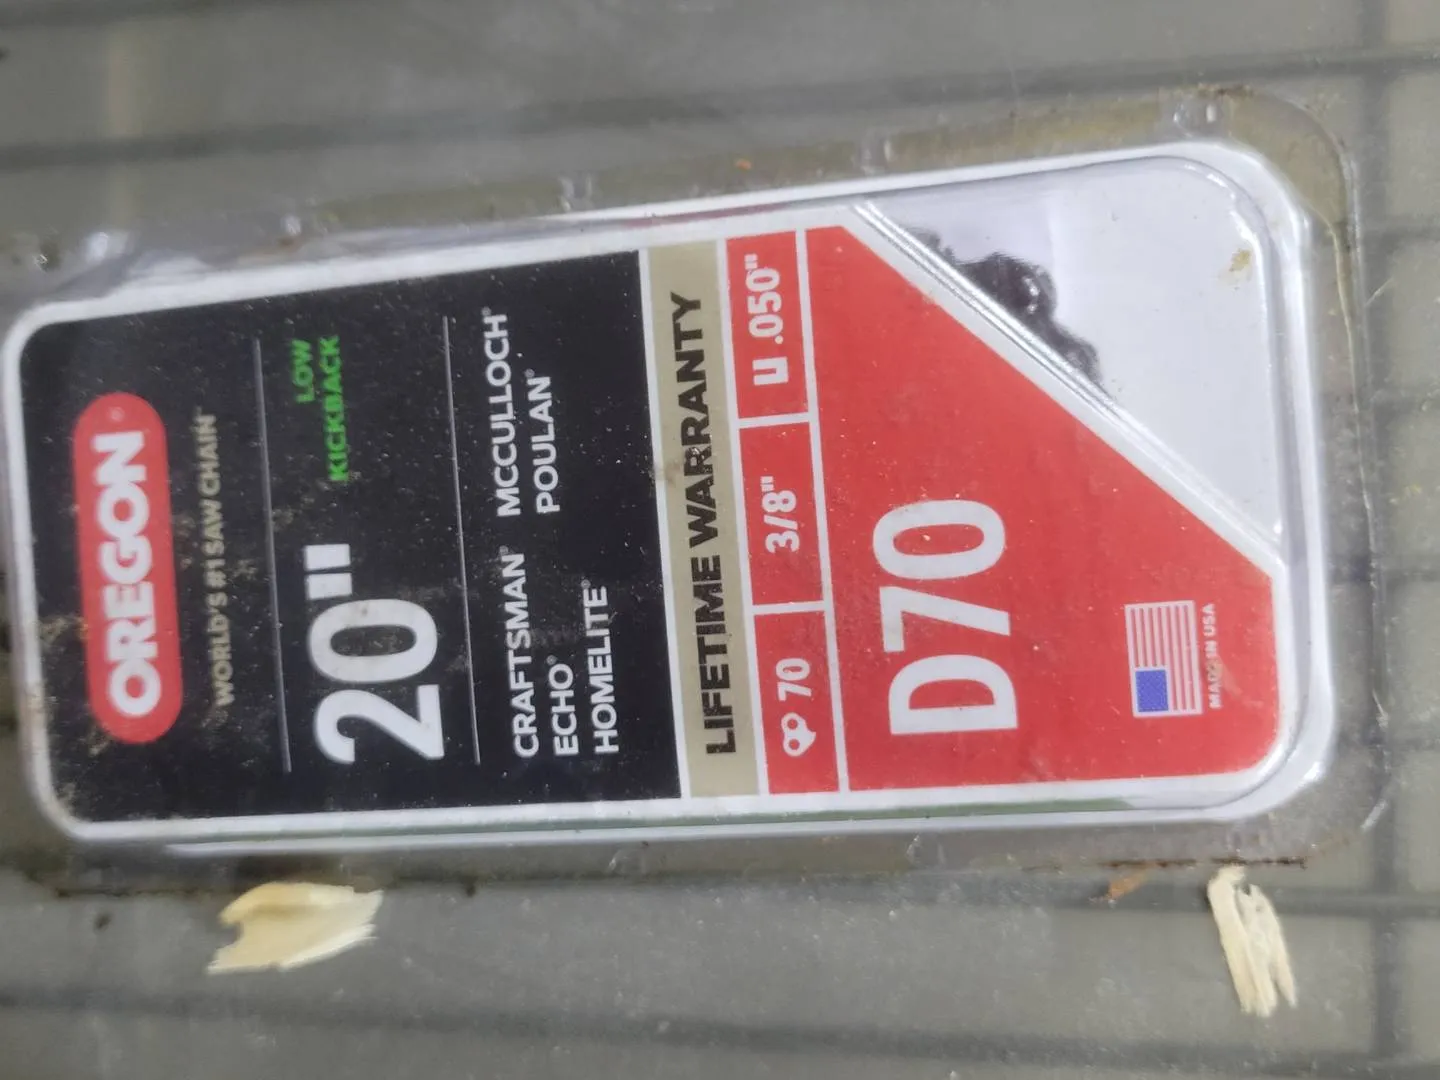 OREGON®
WORLD'S #1 SAW CHAIN™
20"
LOW
KICKBACK
CRAFTSMAN® MCCULLOCH®
ECHO® POULAN®
HOMELITE®
LIFETIME WARRANTY
70 3/8" .050"
D70
MADE IN USA